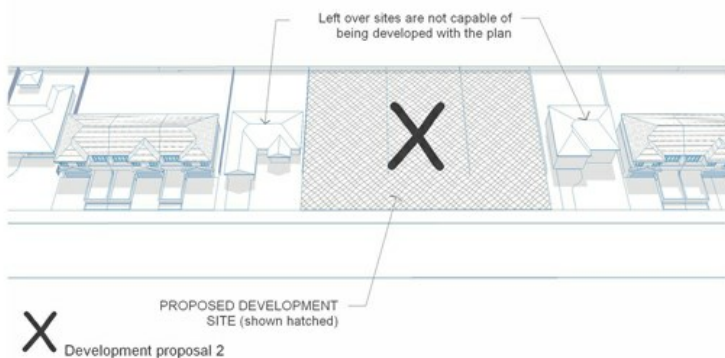 Left over sites are not capable of
being developed with the plan
PROPOSED DEVELOPMENT
SITE (shown hatched)
Development proposal 2